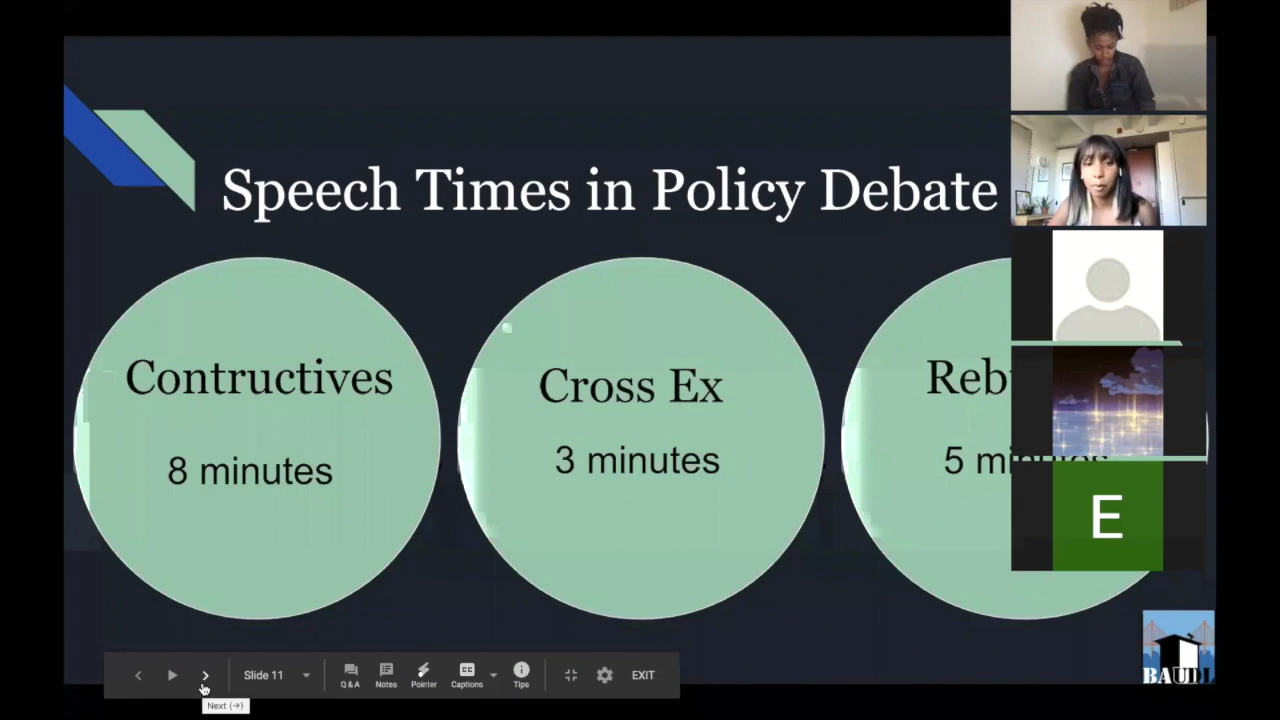 Speech Times in Policy Debate
Contructives
8 minutes
Cross Ex
3 minutes
Reb
5 minutes
E
BAUDL
Slide 11
Q&A
Notes
Pointer
Captions
Tips
EXIT
Next (→)